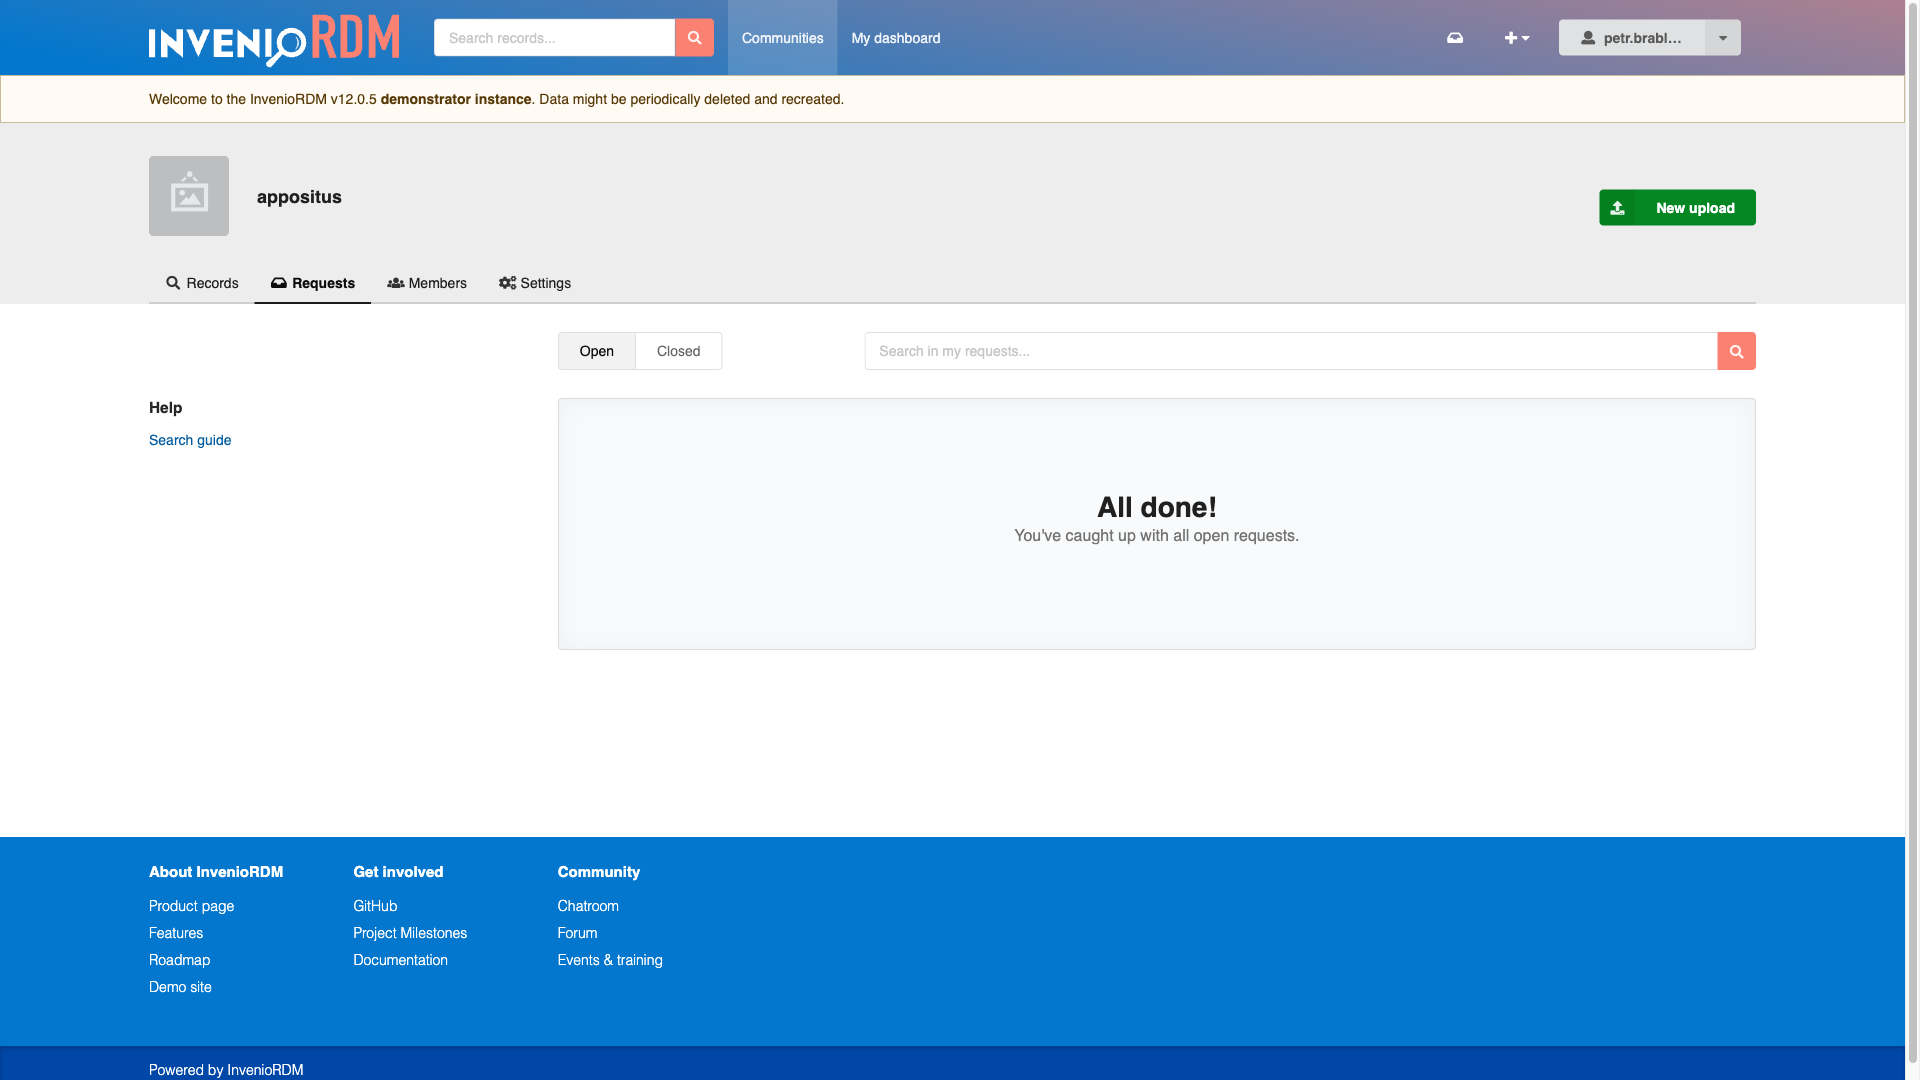 INVENIO RDM
Search records...
Communities
My dashboard
petr.brabl...
Welcome to the InvenioRDM v12.0.5 demonstrator instance. Data might be periodically deleted and recreated.
appositus
New upload
Records
Requests
Members
Settings
Open
Closed
Search in my requests...
Help
Search guide
All done!
You've caught up with all open requests.
About InvenioRDM
Product page
Features
Roadmap
Demo site
Get involved
GitHub
Project Milestones
Documentation
Community
Chatroom
Forum
Events & training
Powered by InvenioRDM